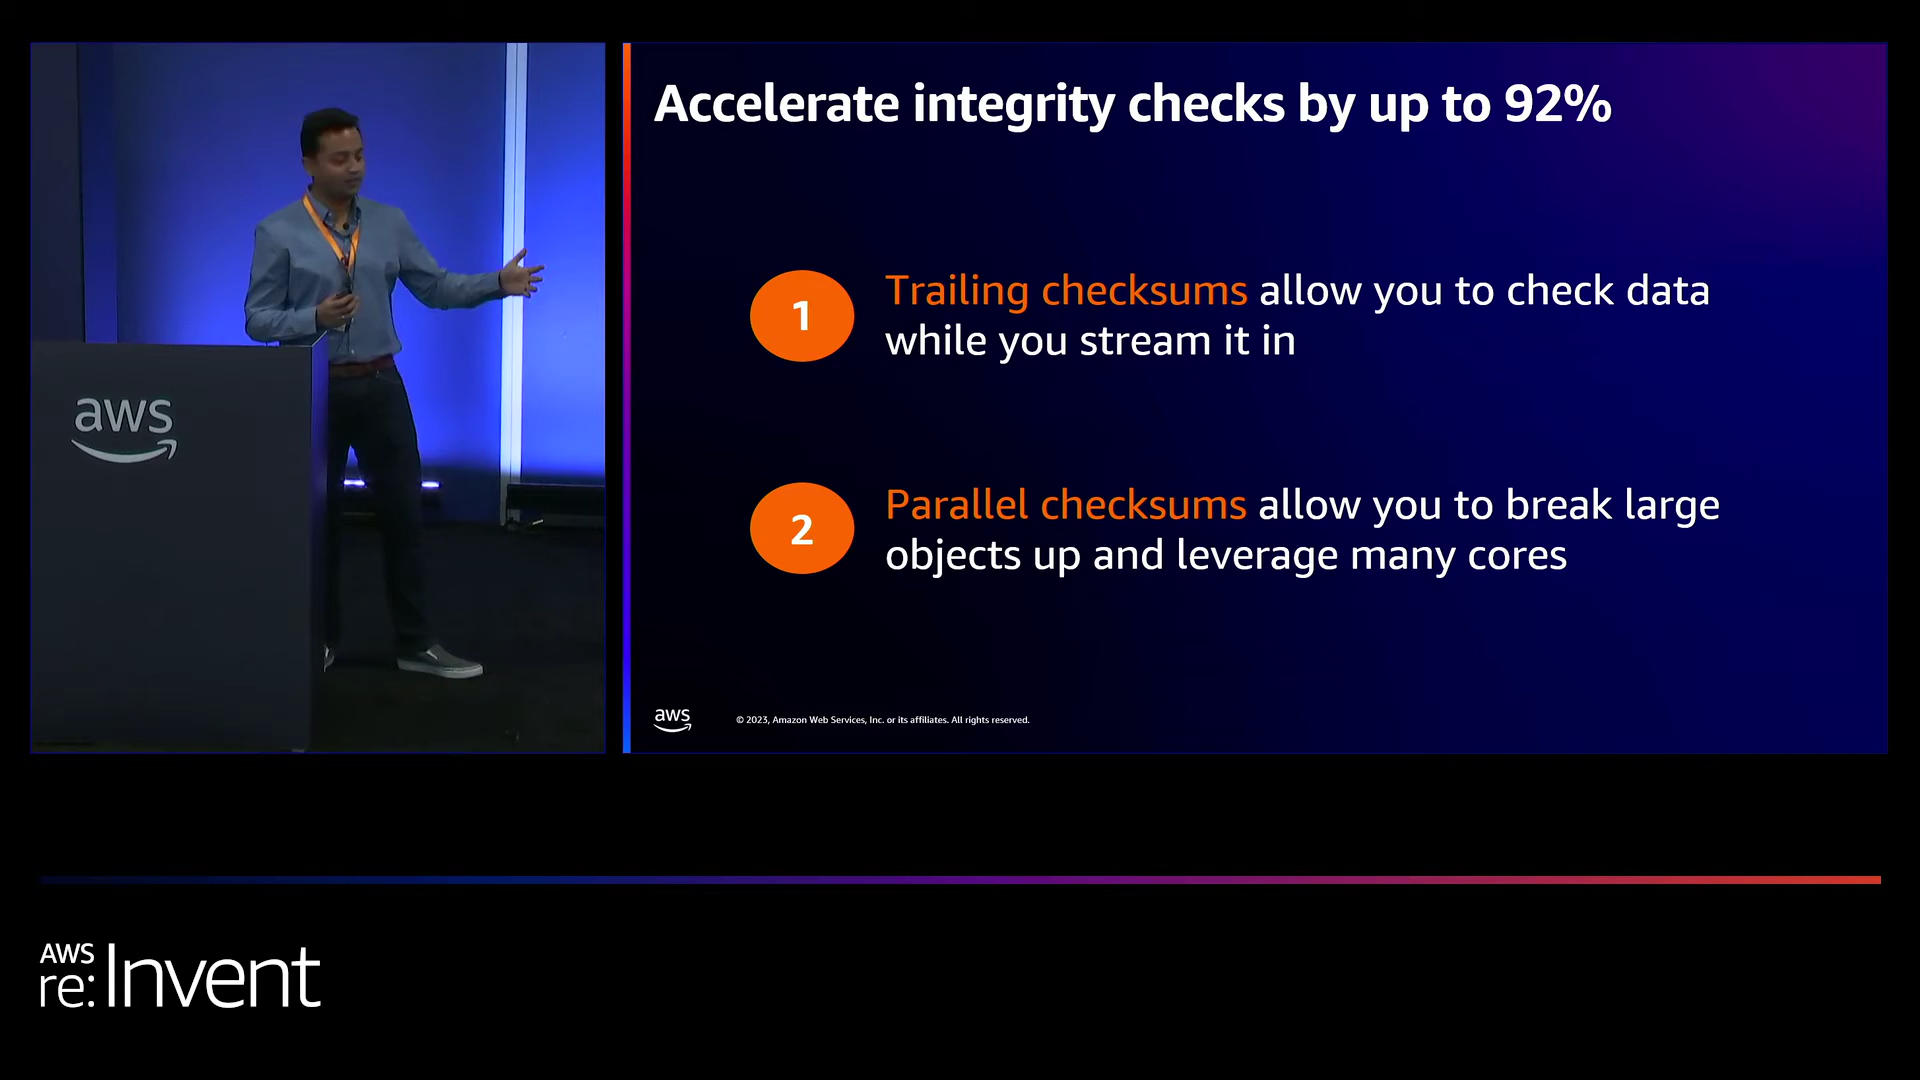 aws
Accelerate integrity checks by up to 92%
1
Trailing checksums allow you to check data
while you stream it in
2
Parallel checksums allow you to break large
objects up and leverage many cores
aws
© 2023, Amazon Web Services, Inc. or its affiliates. All rights reserved.
AWS
re:Invent